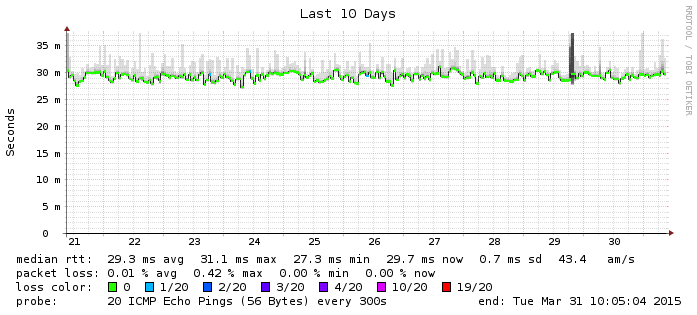 Last 10 Days
RRDTOOL / TOBI OETIKER
Seconds
35 m
30 m
25 m
20 m
15 m
10 m
5 m
0
21 22 23 24 25 26 27 28 29 30
median rtt: 29.3 ms avg 31.1 ms max 27.3 ms min 29.7 ms now 0.7 ms sd 43.4 am/s
packet loss: 0.01 % avg 0.42 % max 0.00 % min 0.00 % now
loss color: 0 1/20 2/20 3/20 4/20 10/20 19/20
probe: 20 ICMP Echo Pings (56 Bytes) every 300s end: Tue Mar 31 10:05:04 2015